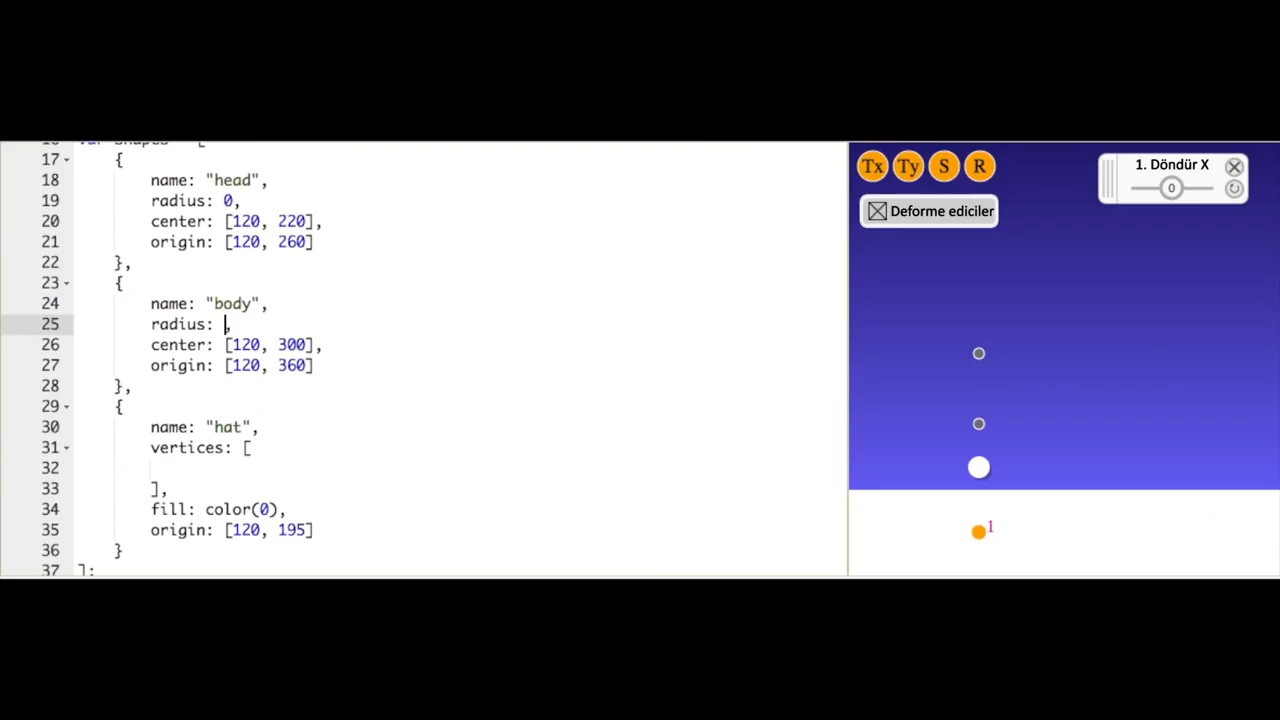 17 {
18 name: "head",
19 radius: 0,
20 center: [120, 220],
21 origin: [120, 260]
22 },
23 {
24 name: "body",
25 radius: ,
26 center: [120, 300],
27 origin: [120, 360]
28 },
29 {
30 name: "hat",
31 vertices: [
32
33 ],
34 fill: color(0),
35 origin: [120, 195]
36 }
37 ];
Tx Ty S R
1. Döndür X
0
Deforme ediciler
1